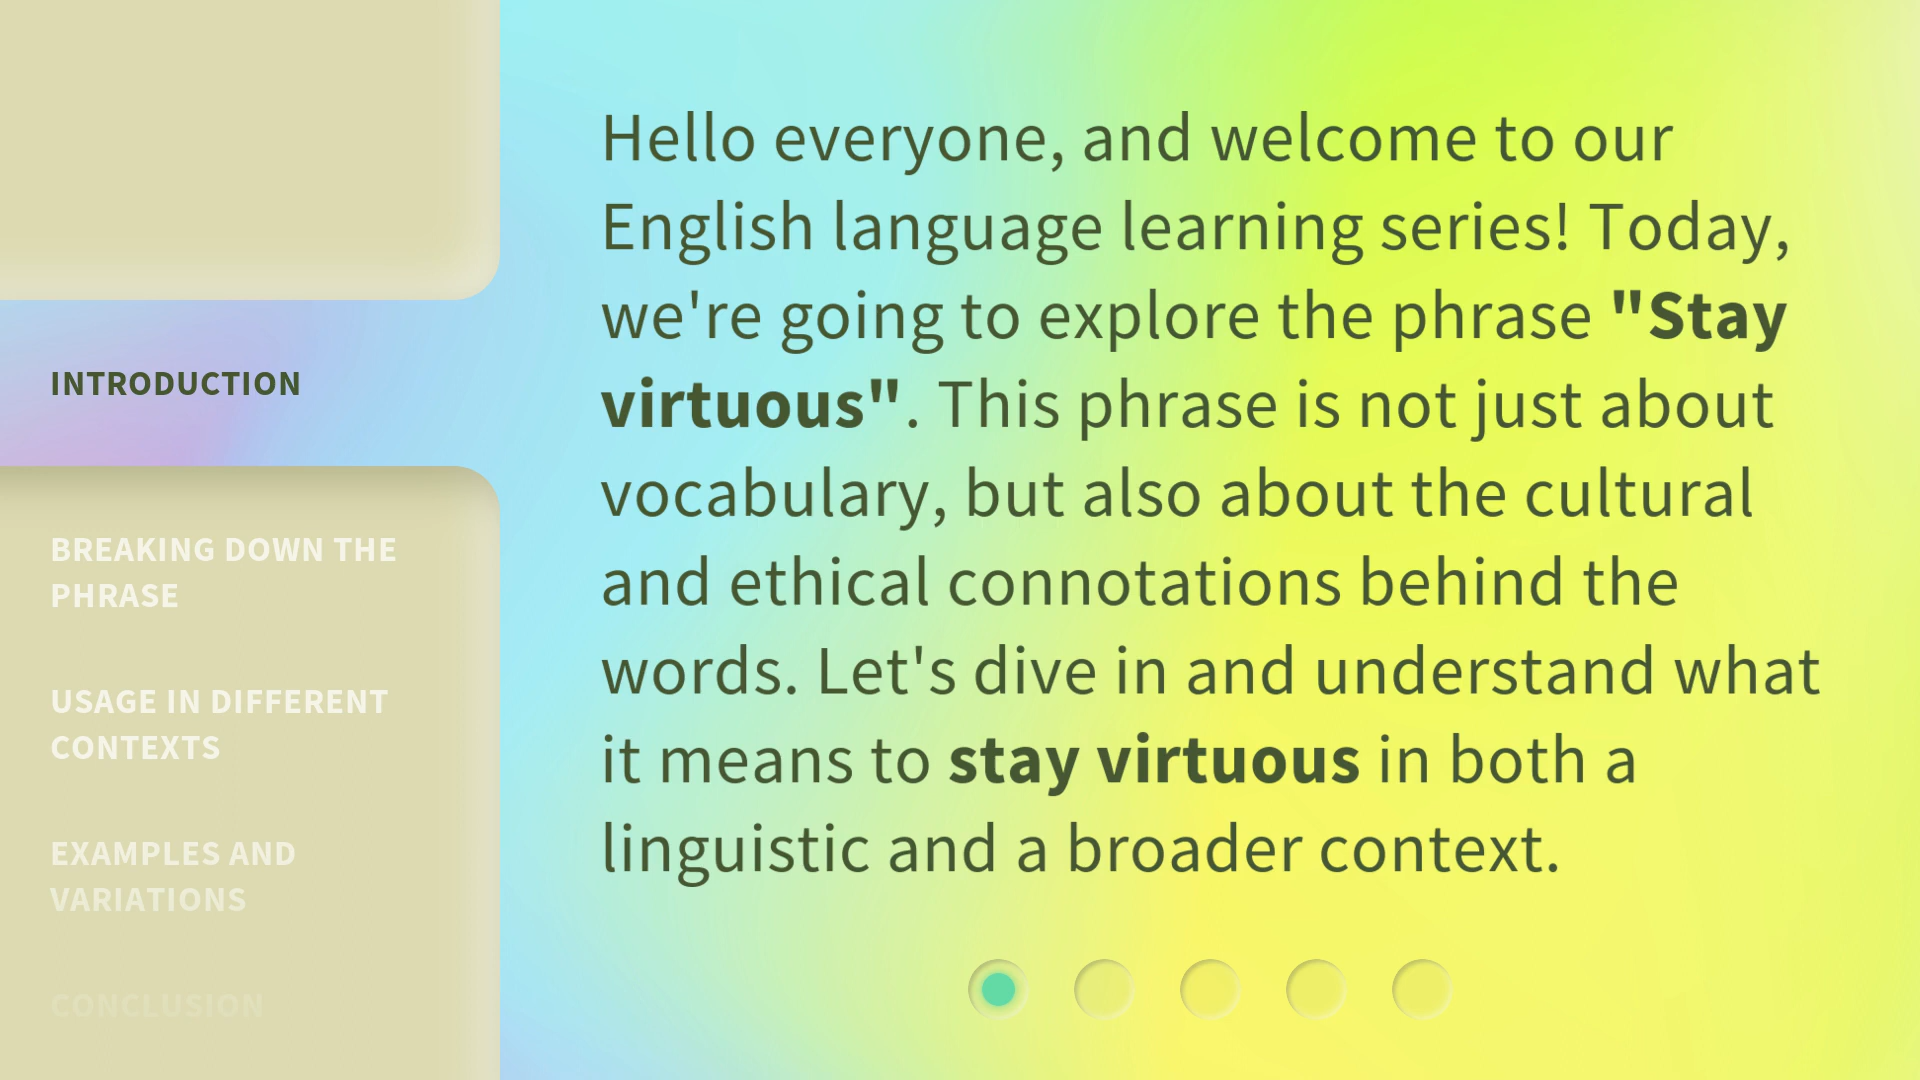 INTRODUCTION
BREAKING DOWN THE
PHRASE
USAGE IN DIFFERENT
CONTEXTS
EXAMPLES AND
VARIATIONS
CONCLUSION
Hello everyone, and welcome to our
English language learning series! Today,
we're going to explore the phrase "Stay
virtuous". This phrase is not just about
vocabulary, but also about the cultural
and ethical connotations behind the
words. Let's dive in and understand what
it means to stay virtuous in both a
linguistic and a broader context.